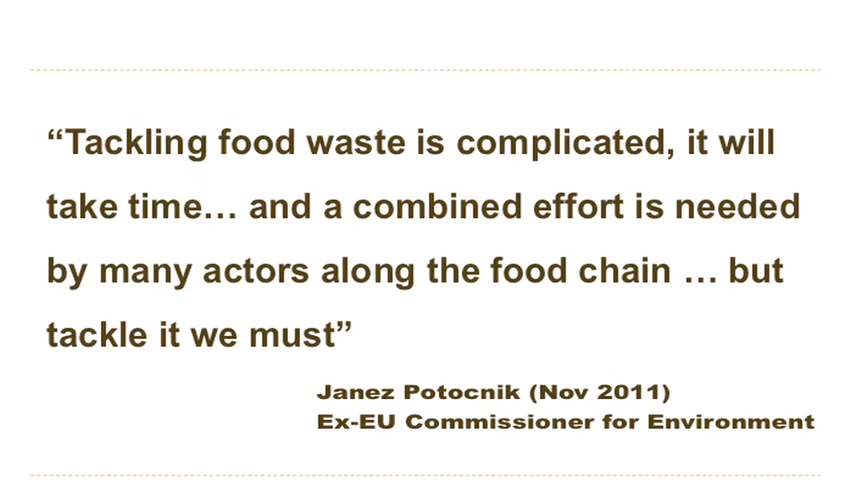 “Tackling food waste is complicated, it will
take time… and a combined effort is needed
by many actors along the food chain … but
tackle it we must”
Janez Potocnik (Nov 2011)
Ex-EU Commissioner for Environment